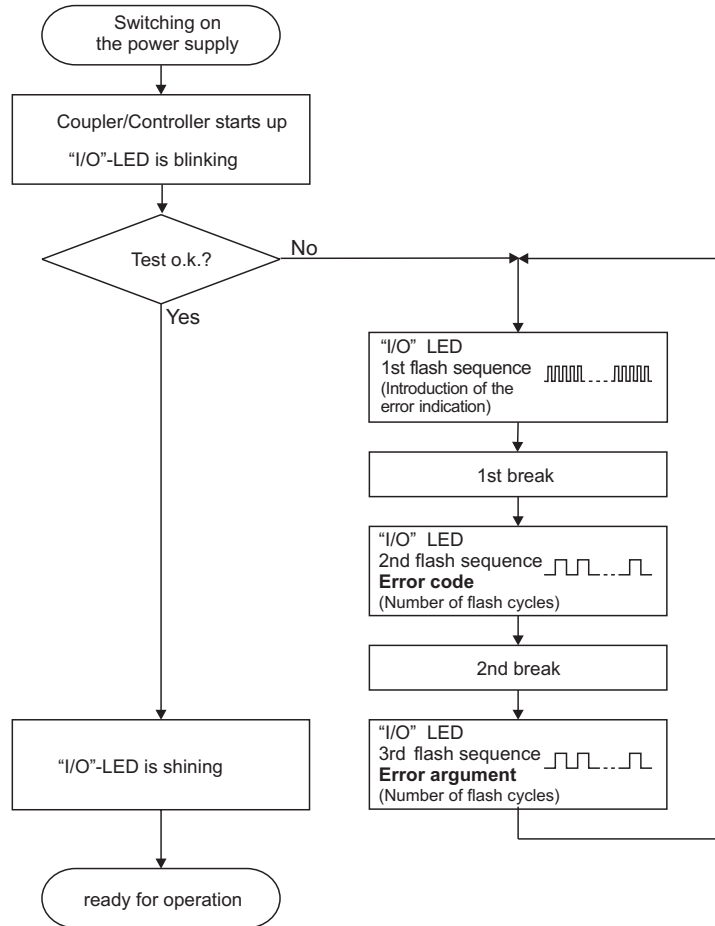 Switching on
the power supply
Coupler/Controller starts up
“I/O”-LED is blinking
Test o.k.?
No
Yes
“I/O” LED
1st flash sequence
(Introduction of the
error indication)
1st break
“I/O” LED
2nd flash sequence
Error code
(Number of flash cycles)
2nd break
“I/O” LED
3rd flash sequence
Error argument
(Number of flash cycles)
“I/O”-LED is shining
ready for operation